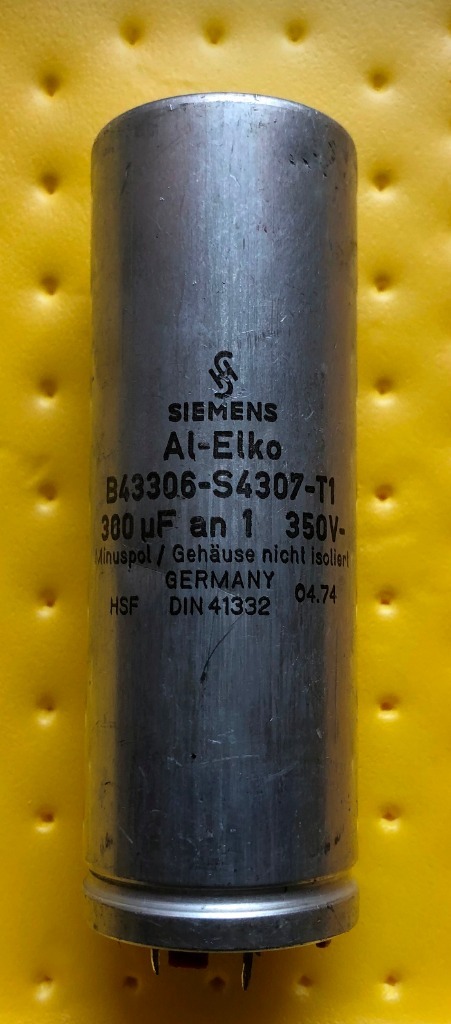 SIEMENS
Al-Elko
B43306-S4307-T1
380 µF an 1 350V-
Minuspol / Gehäuse nicht isoliert
GERMANY
HSF DIN 41332 04.74